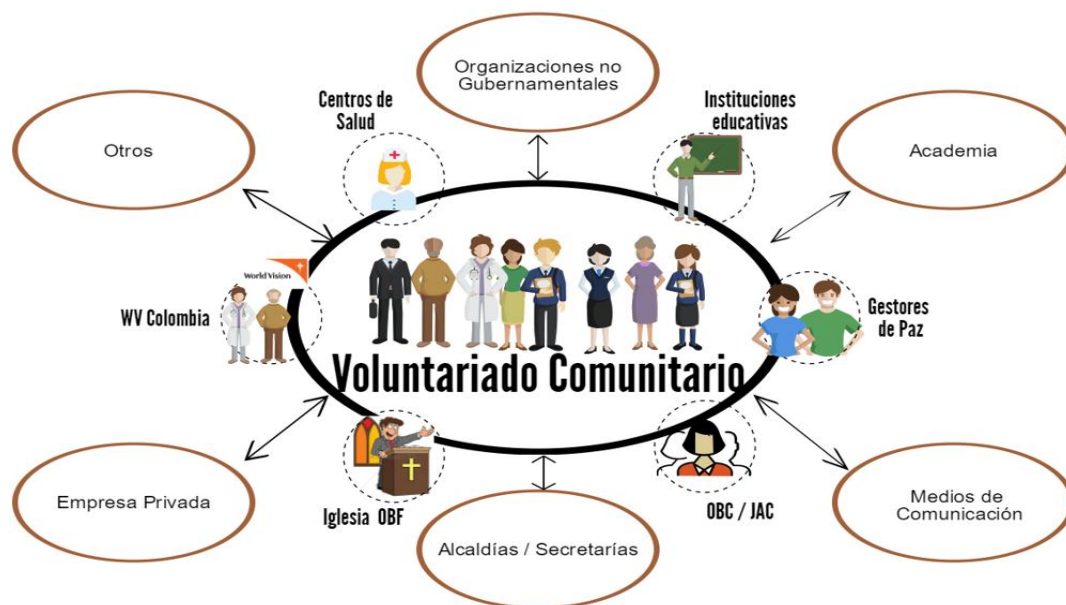 Organizaciones no
Gubernamentales
Centros de
Salud
Instituciones
educativas
Otros
Academia
World Vision
WV Colombia
Gestores
de Paz
Voluntariado Comunitario
Empresa Privada
Iglesia OBF
Alcaldías / Secretarías
OBC / JAC
Medios de
Comunicación